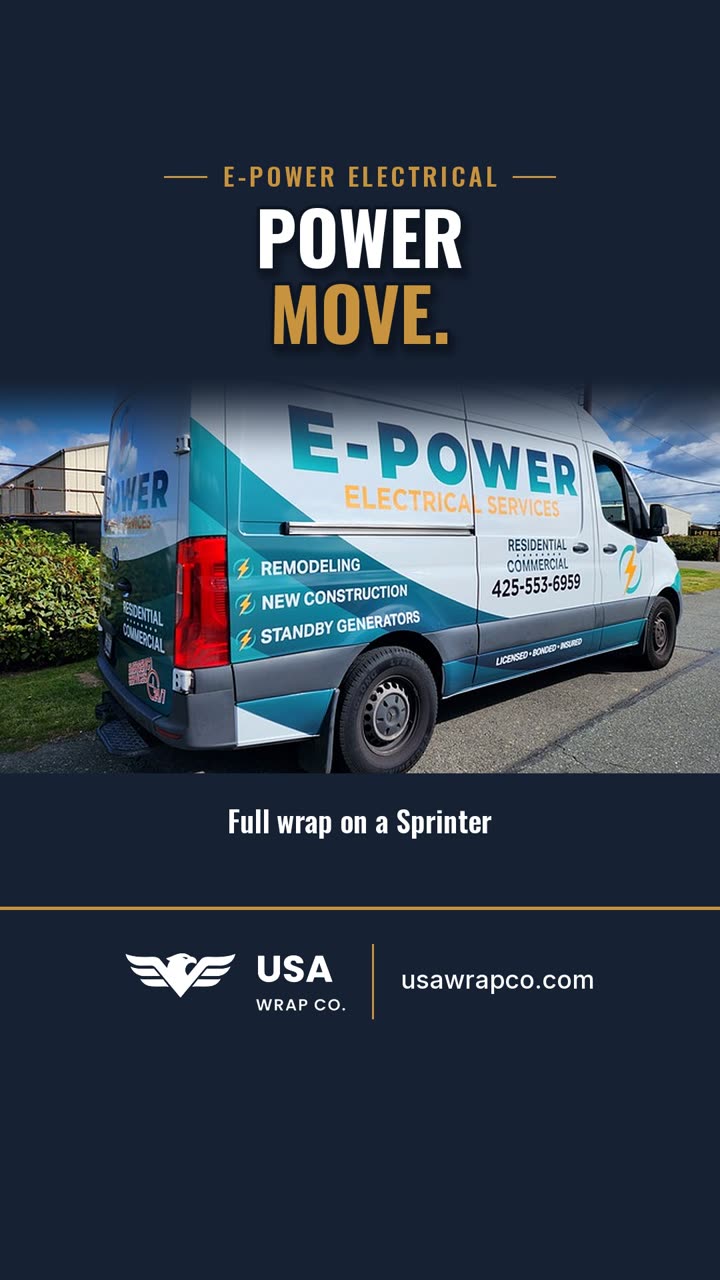 E-POWER ELECTRICAL
POWER
MOVE.
E-POWER
ELECTRICAL SERVICES
RESIDENTIAL
COMMERCIAL
425-553-6959
REMODELING
NEW CONSTRUCTION
STANDBY GENERATORS
LICENSED • BONDED • INSURED
RESIDENTIAL
COMMERCIAL
Full wrap on a Sprinter
USA
WRAP CO.
usawrapco.com